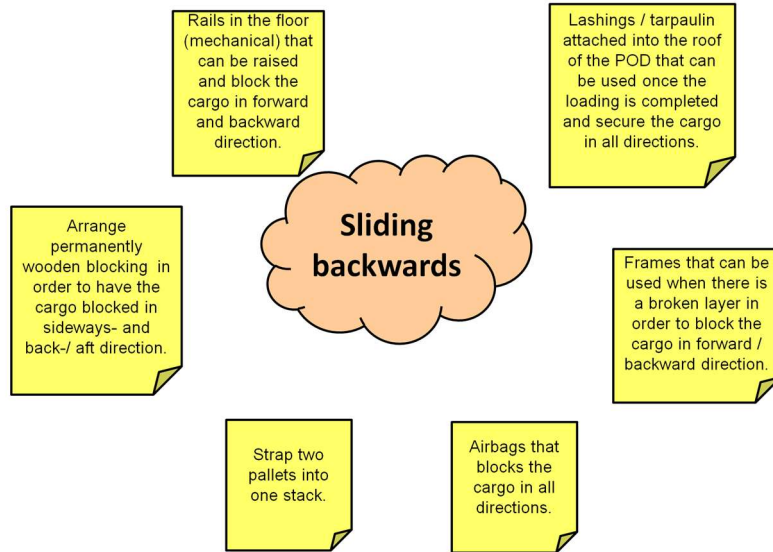 Rails in the floor
(mechanical) that
can be raised
and block the
cargo in forward
and backward
direction.
Lashings / tarpaulin
attached into the roof
of the POD that can
be used once the
loading is completed
and secure the cargo
in all directions.
Sliding
backwards
Arrange
permanently
wooden blocking in
order to have the
cargo blocked in
sideways- and
back-/ aft direction.
Frames that can be
used when there is
a broken layer in
order to block the
cargo in forward /
backward direction.
Strap two
pallets into
one stack.
Airbags that
blocks the
cargo in all
directions.